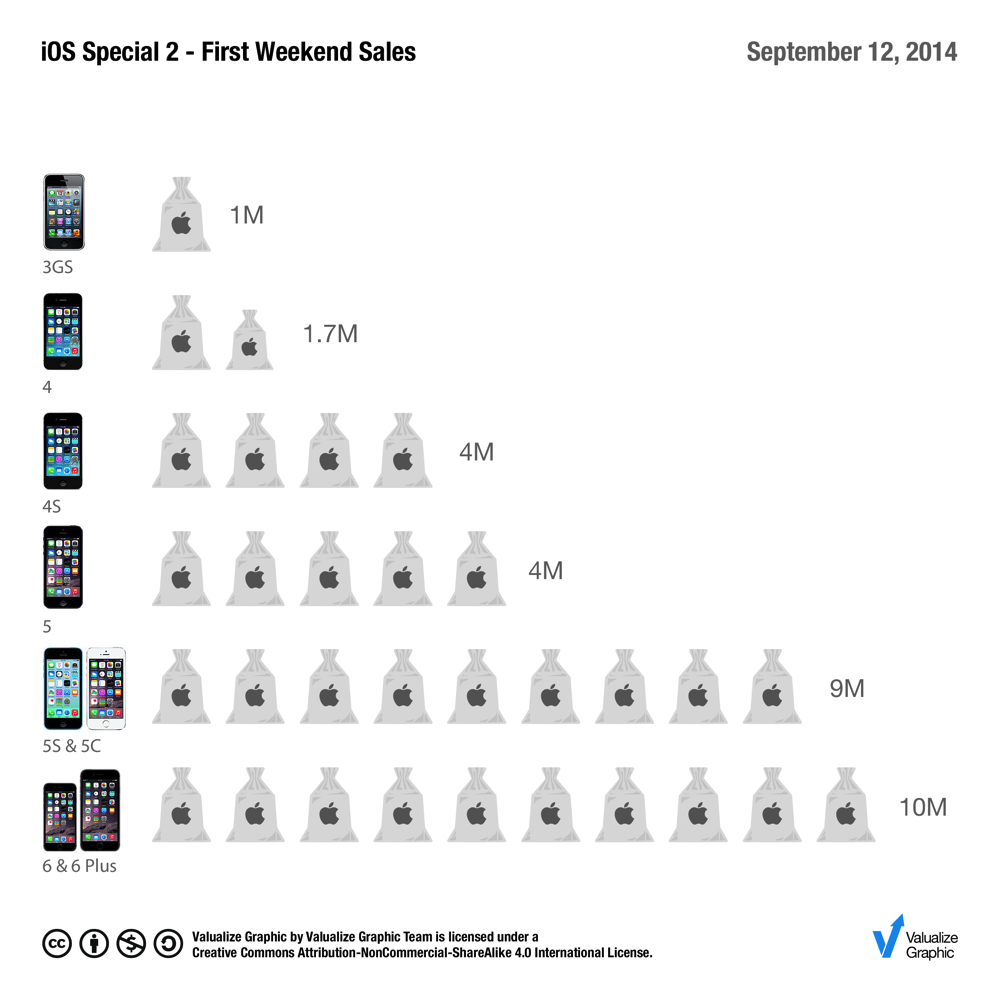 iOS Special 2 - First Weekend Sales
September 12, 2014
1M
3GS
1.7M
4
4M
4S
4M
5
9M
5S & 5C
10M
6 & 6 Plus
cc
Valualize Graphic by Valualize Graphic Team is licensed under a
Creative Commons Attribution-NonCommercial-ShareAlike 4.0 International License.
Valualize
Graphic